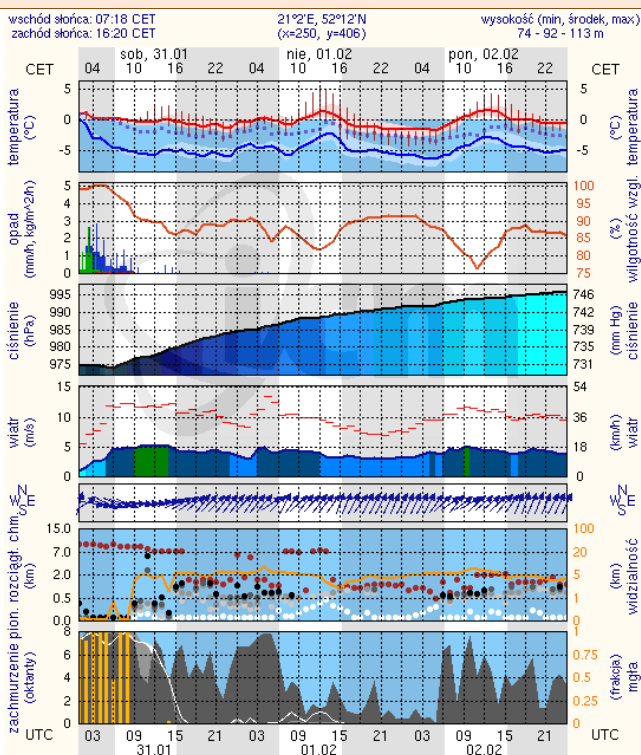 wschód słońca: 07:18 CET 21°2'E, 52°12'N wysokość (min, środek, max)
zachód słońca: 16:20 CET (x=250, y=406) 74 - 92 - 113 m
sob, 31.01 nie, 01.02 pon, 02.02
CET 04 10 16 22 04 10 16 22 04 10 16 22 CET
temperatura (°C) 5 0 -5 5 0 -5 temperatura (°C)
opad (mm/h, kg/m^2/h) 5 4 3 2 1 0 100 95 90 85 80 75 wilgotność wzgl. (%)
ciśnienie (hPa) 995 990 985 980 975 746 742 739 735 731 (mm Hg) ciśnienie
wiatr (m/s) 15 10 5 0 54 36 18 0 (km/h) wiatr
N W E S N W E S
pion. rozciągł. chm. (km) 15.0 7.0 2.0 0.5 0.0 100 20 5 1 0 (km) widzialność
zachmurzenie (oktanty) 8 6 4 2 0 1 0.75 0.5 0.25 0 (frakcja) mgła
UTC 03 09 15 21 03 09 15 21 03 09 15 21 UTC
31.01 01.02 02.02